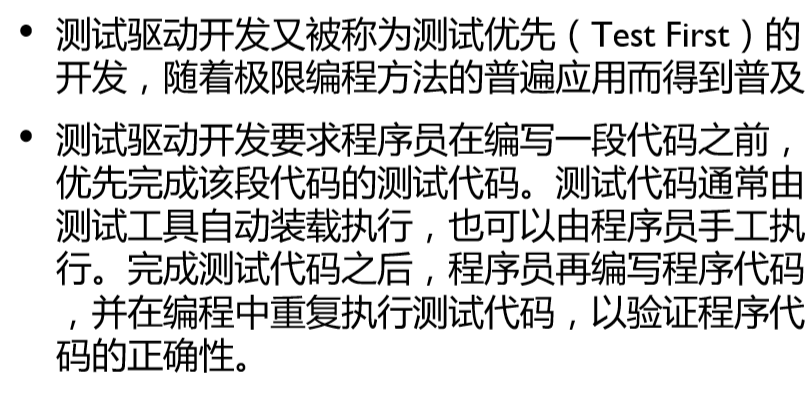 • 测试驱动开发又被称为测试优先（Test First）的
开发，随着极限编程方法的普遍应用而得到普及
• 测试驱动开发要求程序员在编写一段代码之前，
优先完成该段代码的测试代码。测试代码通常由
测试工具自动装载执行，也可以由程序员手工执
行。完成测试代码之后，程序员再编写程序代码
，并在编程中重复执行测试代码，以验证程序代
码的正确性。